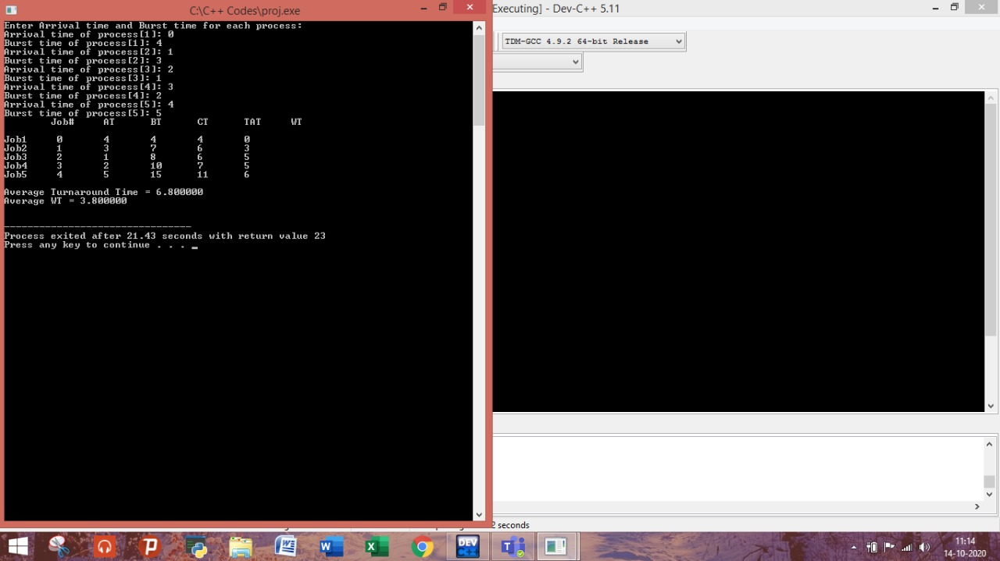 C:\C++ Codes\proj.exe
Executing] - Dev-C++ 5.11
TDM-GCC 4.9.2 64-bit Release
Enter Arrival time and Burst time for each process:
Arrival time of process[1]: 0
Burst time of process[1]: 4
Arrival time of process[2]: 1
Burst time of process[2]: 3
Arrival time of process[3]: 2
Burst time of process[3]: 1
Arrival time of process[4]: 3
Burst time of process[4]: 2
Arrival time of process[5]: 4
Burst time of process[5]: 5
Job# AT BT CT TAT WT
Job1 0 4 4 4 0
Job2 1 3 7 6 3
Job3 2 1 8 6 5
Job4 3 2 10 7 5
Job5 4 5 15 11 6
Average Turnaround Time = 6.800000
Average WT = 3.800000
--------------------------------
Process exited after 21.43 seconds with return value 23
Press any key to continue . . . _
2 seconds
DEV
C++
11:14
14-10-2020